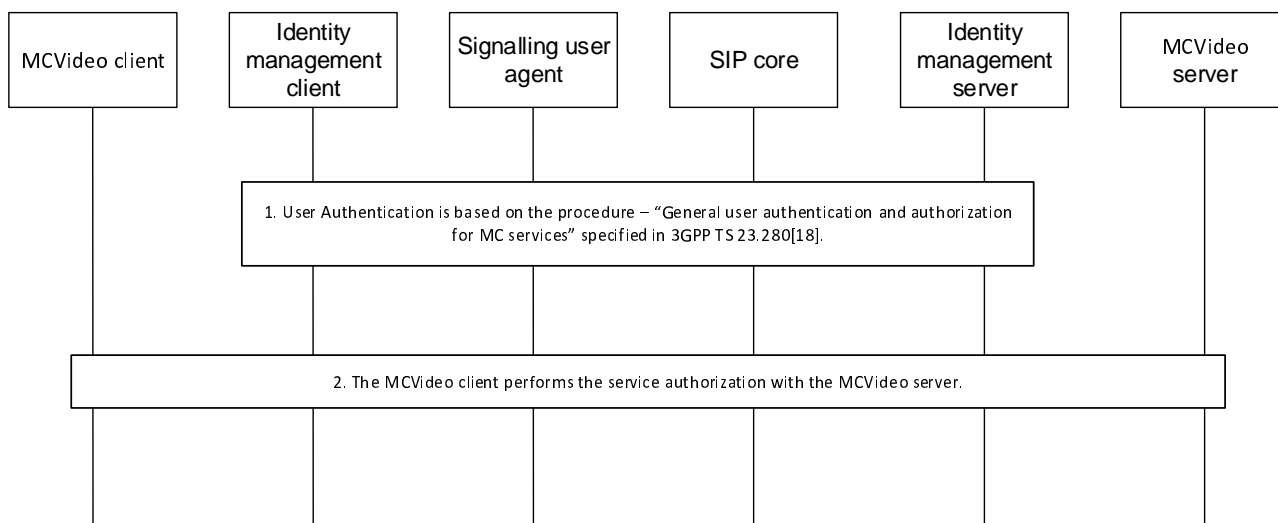 MCVideo client
Identity
management
client
Signalling user
agent
SIP core
Identity
management
server
MCVideo
server
1. User Authentication is based on the procedure – “General user authentication and authorization
for MC services” specified in 3GPP TS 23.280[18].
2. The MCVideo client performs the service authorization with the MCVideo server.